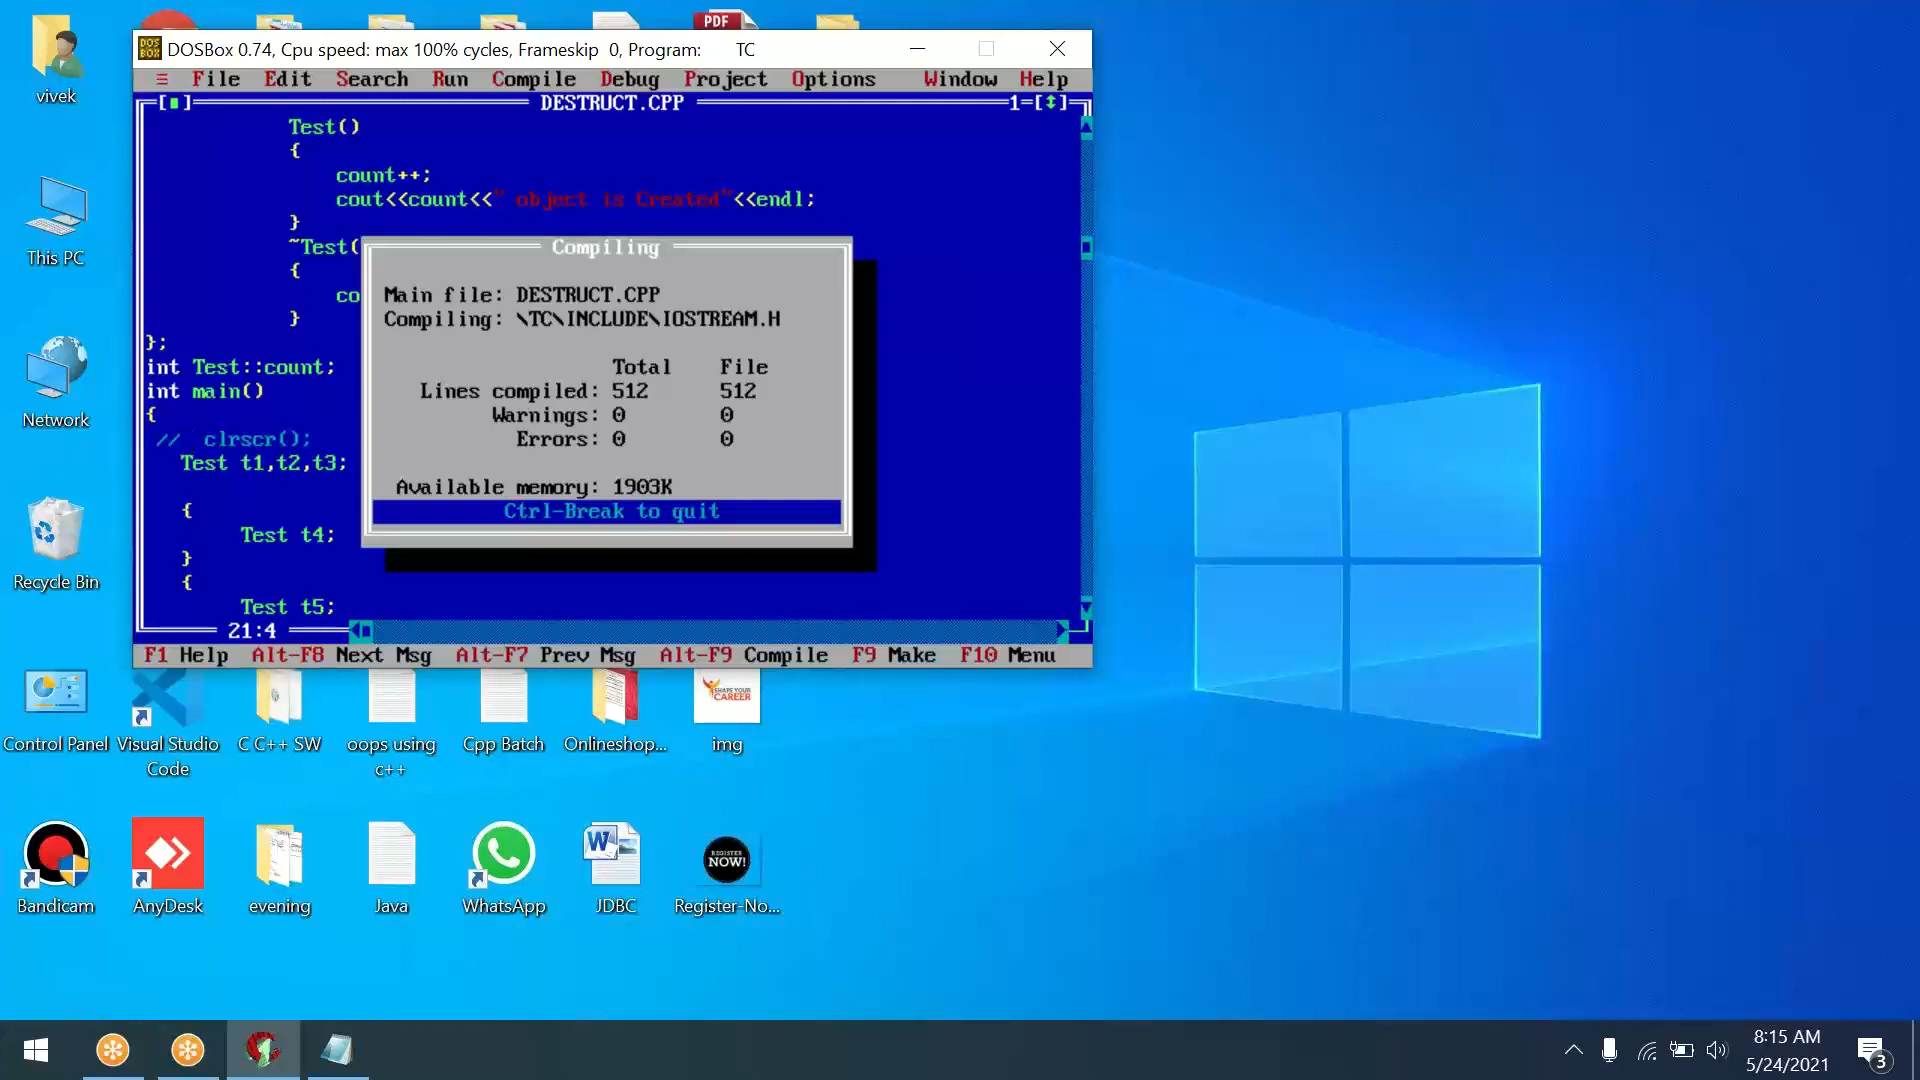 PDF
DOSBox 0.74, Cpu speed: max 100% cycles, Frameskip 0, Program: TC
≡ File Edit Search Run Compile Debug Project Options Window Help
DESTRUCT.CPP 1=[↕]
Test()
{
count++;
cout<<count<<" object is Created"<<endl;
}
~Test(
{
co
}
};
int Test::count;
int main()
{
// clrscr();
Test t1,t2,t3;
{
Test t4;
}
{
Test t5;
21:4
Compiling
Main file: DESTRUCT.CPP
Compiling: \TC\INCLUDE\IOSTREAM.H
Total File
Lines compiled: 512 512
Warnings: 0 0
Errors: 0 0
Available memory: 1903K
Ctrl-Break to quit
F1 Help Alt-F8 Next Msg Alt-F7 Prev Msg Alt-F9 Compile F9 Make F10 Menu
vivek
This PC
Network
Recycle Bin
SHAPE YOUR
CAREER
Control Panel
Visual Studio
Code
C C++ SW
oops using
c++
Cpp Batch
Onlineshop...
img
REGISTER
NOW!
Bandicam
AnyDesk
evening
Java
WhatsApp
JDBC
Register-No...
8:15 AM
5/24/2021
3